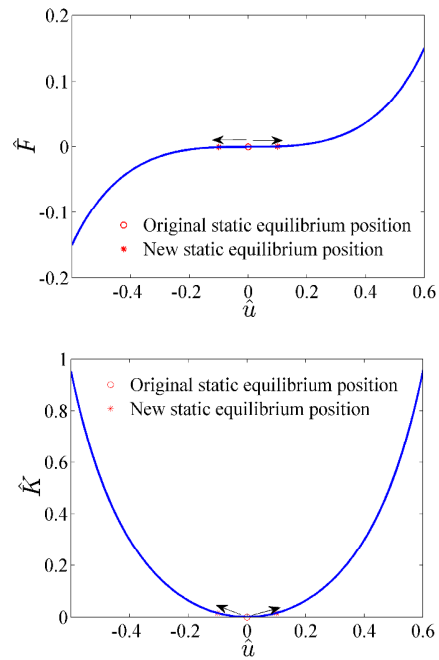 0.2
0.1
0
-0.1
-0.2
F̂
Original static equilibrium position
New static equilibrium position
-0.4 -0.2 0 0.2 0.4 0.6
û
1
0.8
0.6
0.4
0.2
0
K̂
Original static equilibrium position
New static equilibrium position
-0.4 -0.2 0 0.2 0.4 0.6
û